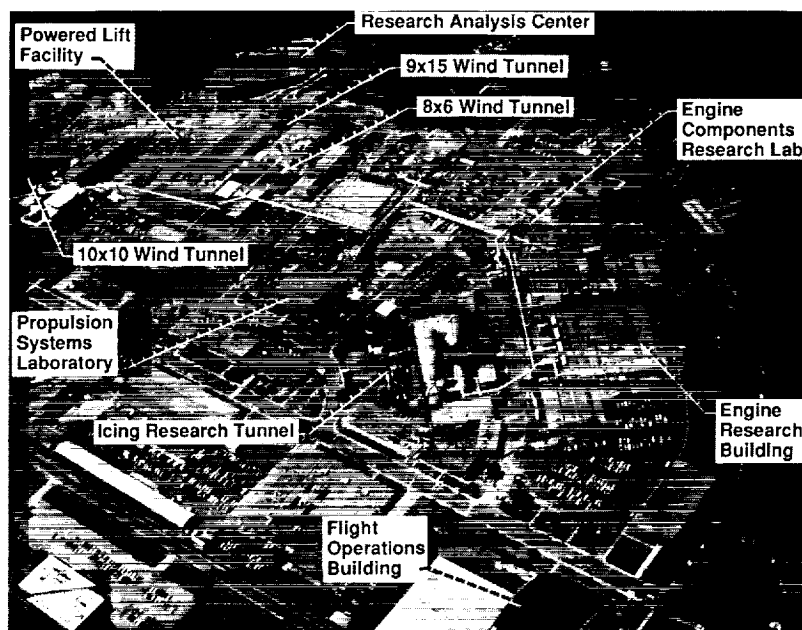 Powered Lift
Facility
Research Analysis Center
9x15 Wind Tunnel
8x6 Wind Tunnel
Engine
Components
Research Lab
10x10 Wind Tunnel
Propulsion
Systems
Laboratory
Icing Research Tunnel
Engine
Research
Building
Flight
Operations
Building